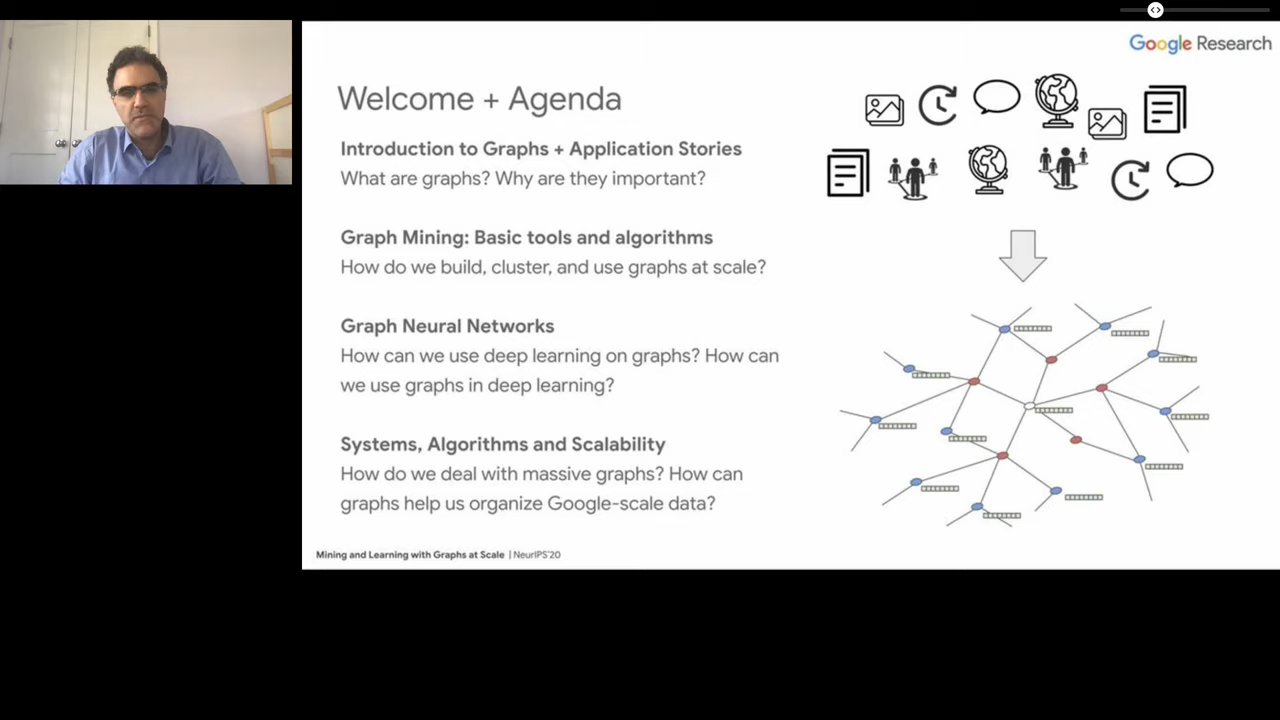 Google Research
Welcome + Agenda
Introduction to Graphs + Application Stories
What are graphs? Why are they important?
Graph Mining: Basic tools and algorithms
How do we build, cluster, and use graphs at scale?
Graph Neural Networks
How can we use deep learning on graphs? How can
we use graphs in deep learning?
Systems, Algorithms and Scalability
How do we deal with massive graphs? How can
graphs help us organize Google-scale data?
Mining and Learning with Graphs at Scale | NeurIPS'20